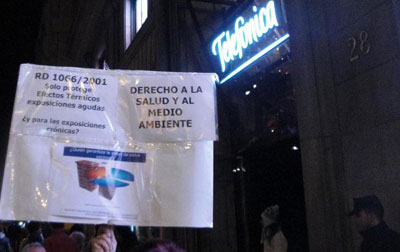 Telefonica
28
RD 1066/2001
Solo protege
Efectos Térmicos
exposiciones agudas
¿y para las exposiciones
crónicas?
DERECHO A LA
SALUD Y AL
MEDIO
AMBIENTE